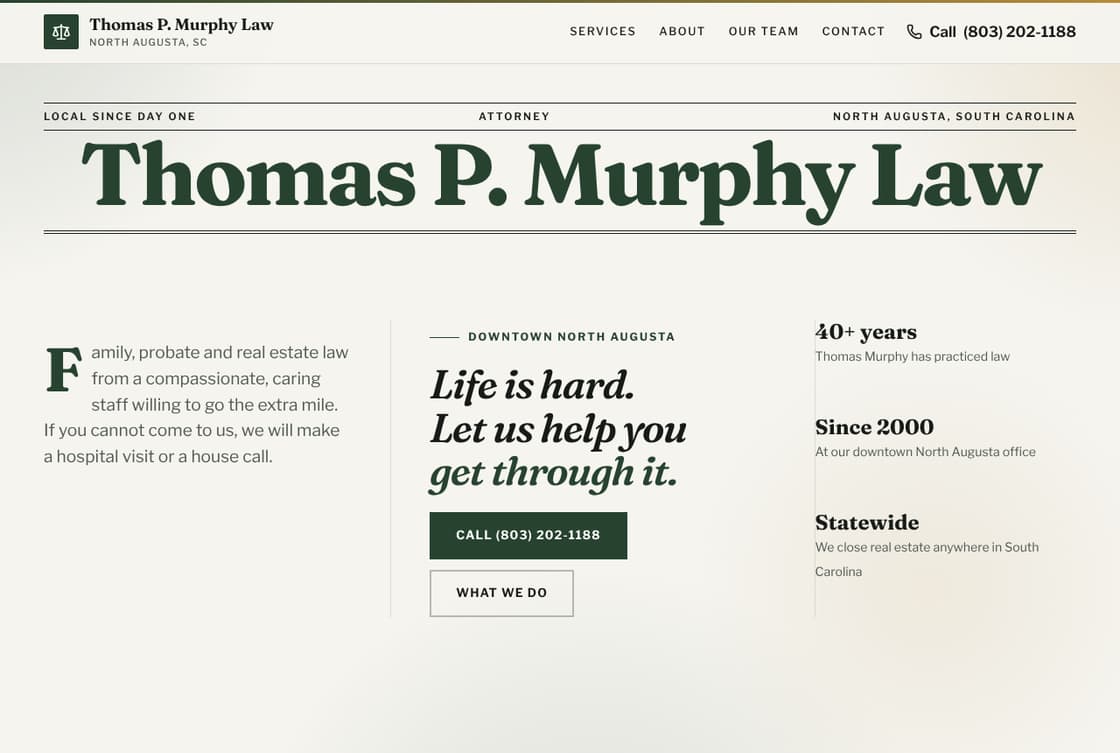 Thomas P. Murphy Law
NORTH AUGUSTA, SC
SERVICES ABOUT OUR TEAM CONTACT Call (803) 202-1188
LOCAL SINCE DAY ONE ATTORNEY NORTH AUGUSTA, SOUTH CAROLINA
Thomas P. Murphy Law
Family, probate and real estate law
from a compassionate, caring
staff willing to go the extra mile.
If you cannot come to us, we will make
a hospital visit or a house call.
DOWNTOWN NORTH AUGUSTA
Life is hard.
Let us help you
get through it.
CALL (803) 202-1188
WHAT WE DO
40+ years
Thomas Murphy has practiced law
Since 2000
At our downtown North Augusta office
Statewide
We close real estate anywhere in South
Carolina